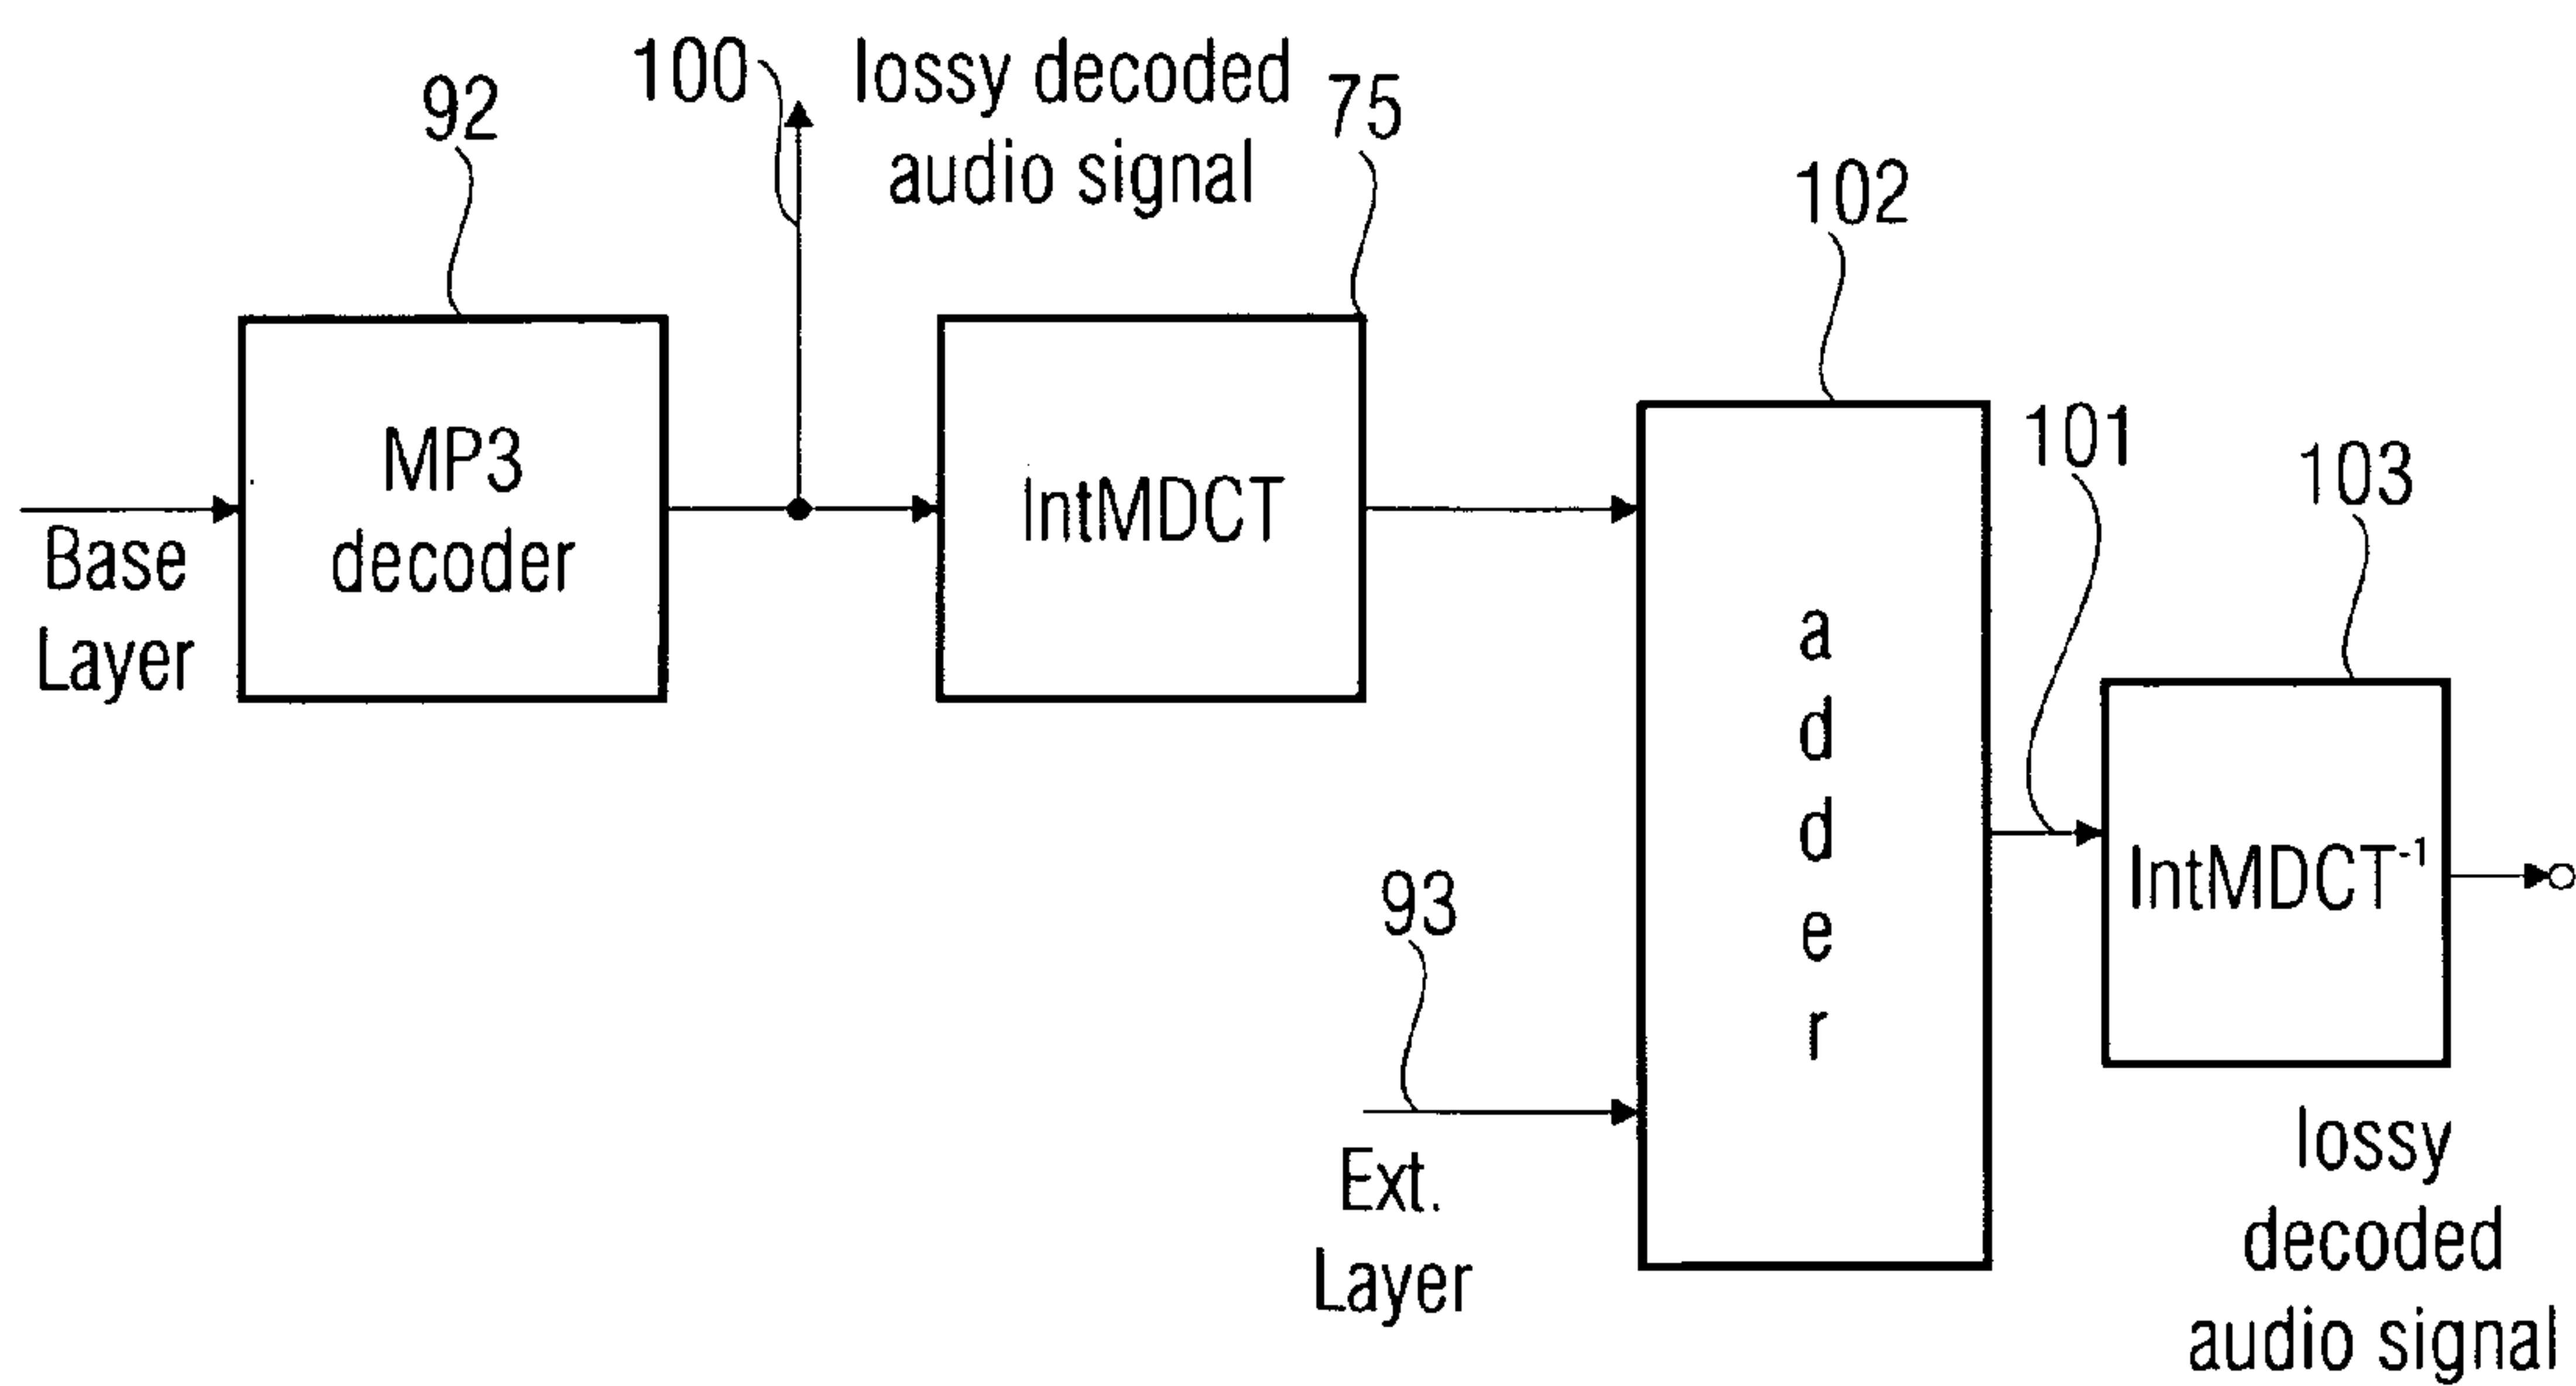 100
lossy decoded
audio signal
92
75
102
MP3
decoder
Base
Layer
IntMDCT
a
d
d
e
r
101
103
IntMDCT⁻¹
93
Ext.
Layer
lossy
decoded
audio signal